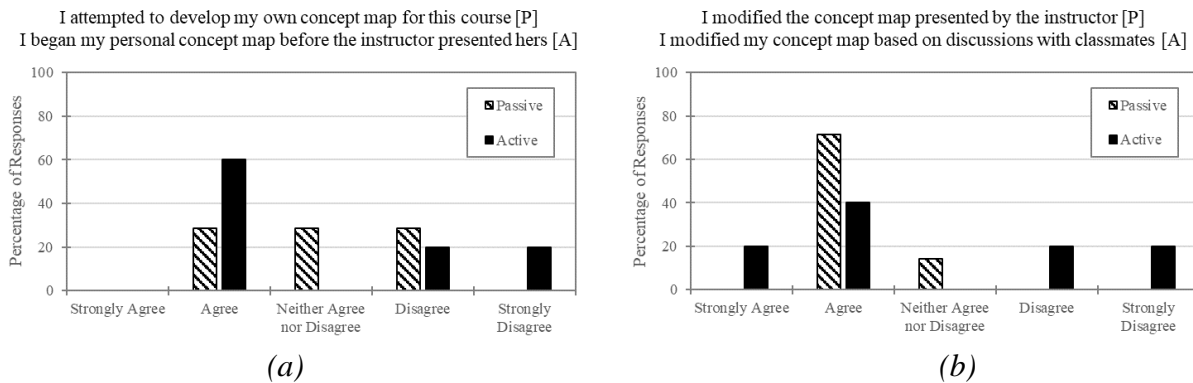 I attempted to develop my own concept map for this course [P]
I began my personal concept map before the instructor presented hers [A]
Percentage of Responses
100
80
60
40
20
0
Passive
Active
Strongly Agree
Agree
Neither Agree
nor Disagree
Disagree
Strongly
Disagree
(a)
I modified the concept map presented by the instructor [P]
I modified my concept map based on discussions with classmates [A]
Percentage of Responses
100
80
60
40
20
0
Passive
Active
Strongly Agree
Agree
Neither Agree
nor Disagree
Disagree
Strongly
Disagree
(b)